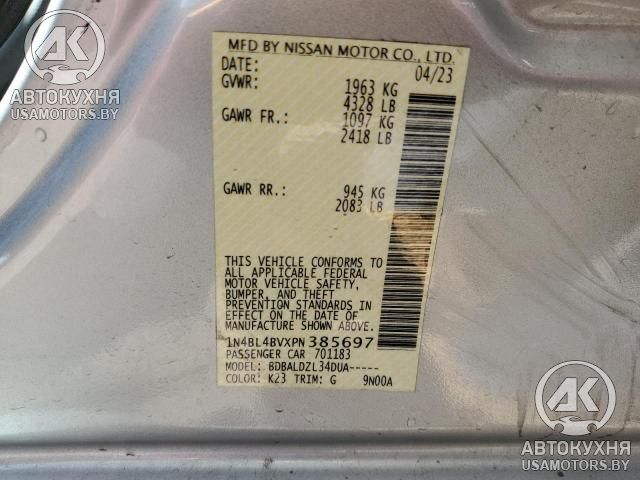 MFD BY NISSAN MOTOR CO., LTD.
DATE: 04/23
GVWR: 1963 KG
4328 LB
GAWR FR.: 1097 KG
2418 LB
GAWR RR.: 945 KG
2083 LB
THIS VEHICLE CONFORMS TO
ALL APPLICABLE FEDERAL
MOTOR VEHICLE SAFETY,
BUMPER, AND THEFT
PREVENTION STANDARDS IN
EFFECT ON THE DATE OF
MANUFACTURE SHOWN ABOVE.
1N4BL4BVXPN385697
PASSENGER CAR 701183
MODEL: BDBALDZL34DUA-----
COLOR: K23 TRIM: G 9N00A
AK
АВТОКУХНЯ
USAMOTORS.BY
AK
АВТОКУХНЯ
USAMOTORS.BY